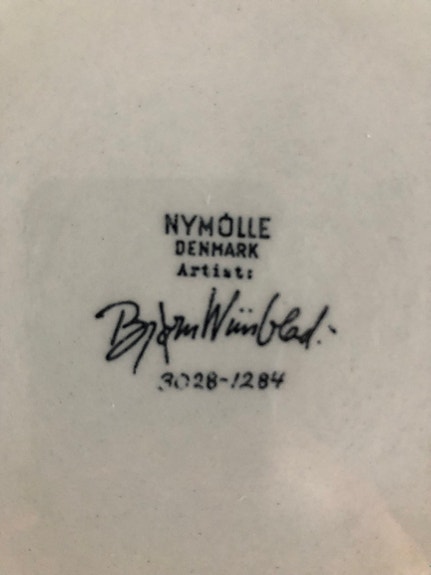 NYMÖLLE
DENMARK
Artist:
Bjørn Wiinblad.
3028-1284